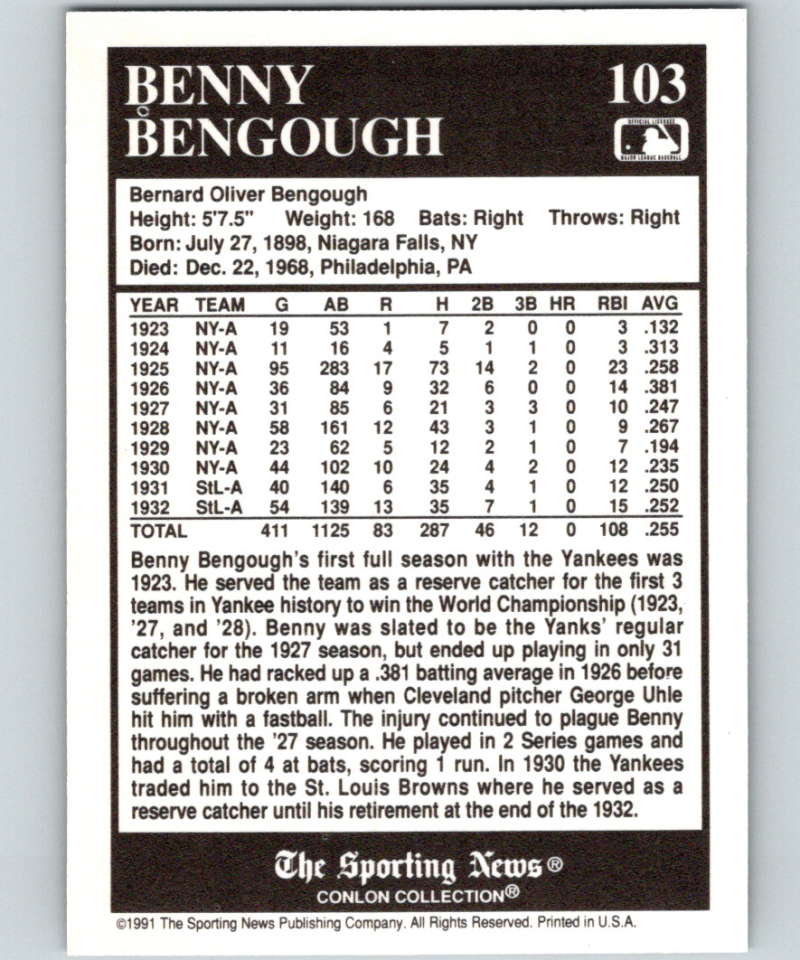 BENNY 103
BENGOUGH
OFFICIAL LICENSEE
MAJOR LEAGUE BASEBALL
Bernard Oliver Bengough
Height: 5'7.5" Weight: 168 Bats: Right Throws: Right
Born: July 27, 1898, Niagara Falls, NY
Died: Dec. 22, 1968, Philadelphia, PA
YEAR TEAM G AB R H 2B 3B HR RBI AVG
1923 NY-A 19 53 1 7 2 0 0 3 .132
1924 NY-A 11 16 4 5 1 1 0 3 .313
1925 NY-A 95 283 17 73 14 2 0 23 .258
1926 NY-A 36 84 9 32 6 0 0 14 .381
1927 NY-A 31 85 6 21 3 3 0 10 .247
1928 NY-A 58 161 12 43 3 1 0 9 .267
1929 NY-A 23 62 5 12 2 1 0 7 .194
1930 NY-A 44 102 10 24 4 2 0 12 .235
1931 StL-A 40 140 6 35 4 1 0 12 .250
1932 StL-A 54 139 13 35 7 1 0 15 .252
TOTAL 411 1125 83 287 46 12 0 108 .255
Benny Bengough's first full season with the Yankees was
1923. He served the team as a reserve catcher for the first 3
teams in Yankee history to win the World Championship (1923,
'27, and '28). Benny was slated to be the Yanks' regular
catcher for the 1927 season, but ended up playing in only 31
games. He had racked up a .381 batting average in 1926 before
suffering a broken arm when Cleveland pitcher George Uhle
hit him with a fastball. The injury continued to plague Benny
throughout the '27 season. He played in 2 Series games and
had a total of 4 at bats, scoring 1 run. In 1930 the Yankees
traded him to the St. Louis Browns where he served as a
reserve catcher until his retirement at the end of the 1932.
The Sporting News®
CONLON COLLECTION®
©1991 The Sporting News Publishing Company. All Rights Reserved. Printed in U.S.A.